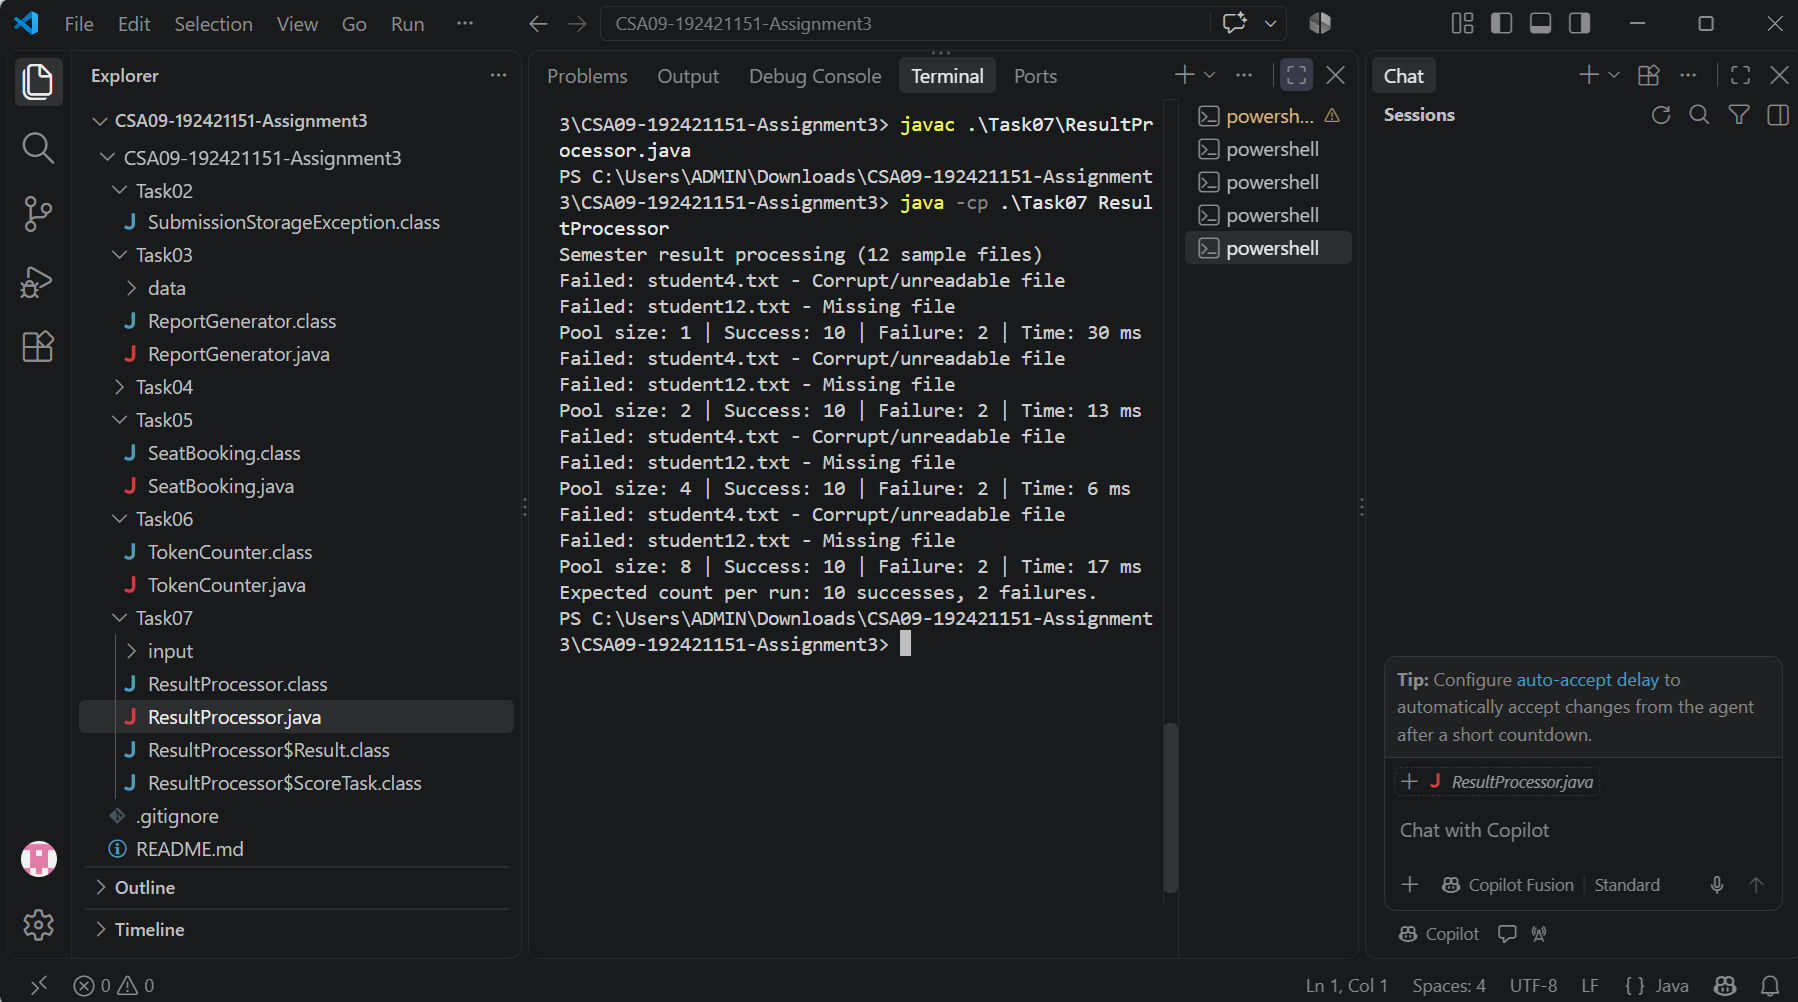 File Edit Selection View Go Run ··· CSA09-192421151-Assignment3
Explorer
CSA09-192421151-Assignment3
CSA09-192421151-Assignment3
Task02
SubmissionStorageException.class
Task03
data
ReportGenerator.class
ReportGenerator.java
Task04
Task05
SeatBooking.class
SeatBooking.java
Task06
TokenCounter.class
TokenCounter.java
Task07
input
ResultProcessor.class
ResultProcessor.java
ResultProcessor$Result.class
ResultProcessor$ScoreTask.class
.gitignore
README.md
Outline
Timeline
Problems Output Debug Console Terminal Ports
3\CSA09-192421151-Assignment3> javac .\Task07\ResultPr
ocessor.java
PS C:\Users\ADMIN\Downloads\CSA09-192421151-Assignment
3\CSA09-192421151-Assignment3> java -cp .\Task07 Resul
tProcessor
Semester result processing (12 sample files)
Failed: student4.txt - Corrupt/unreadable file
Failed: student12.txt - Missing file
Pool size: 1 | Success: 10 | Failure: 2 | Time: 30 ms
Failed: student4.txt - Corrupt/unreadable file
Failed: student12.txt - Missing file
Pool size: 2 | Success: 10 | Failure: 2 | Time: 13 ms
Failed: student4.txt - Corrupt/unreadable file
Failed: student12.txt - Missing file
Pool size: 4 | Success: 10 | Failure: 2 | Time: 6 ms
Failed: student4.txt - Corrupt/unreadable file
Failed: student12.txt - Missing file
Pool size: 8 | Success: 10 | Failure: 2 | Time: 17 ms
Expected count per run: 10 successes, 2 failures.
PS C:\Users\ADMIN\Downloads\CSA09-192421151-Assignment
3\CSA09-192421151-Assignment3>
powersh...
powershell
powershell
powershell
powershell
Chat
Sessions
Tip: Configure auto-accept delay to
automatically accept changes from the agent
after a short countdown.
ResultProcessor.java
Chat with Copilot
Copilot Fusion Standard
Copilot
0 0 Ln 1, Col 1 Spaces: 4 UTF-8 LF {} Java